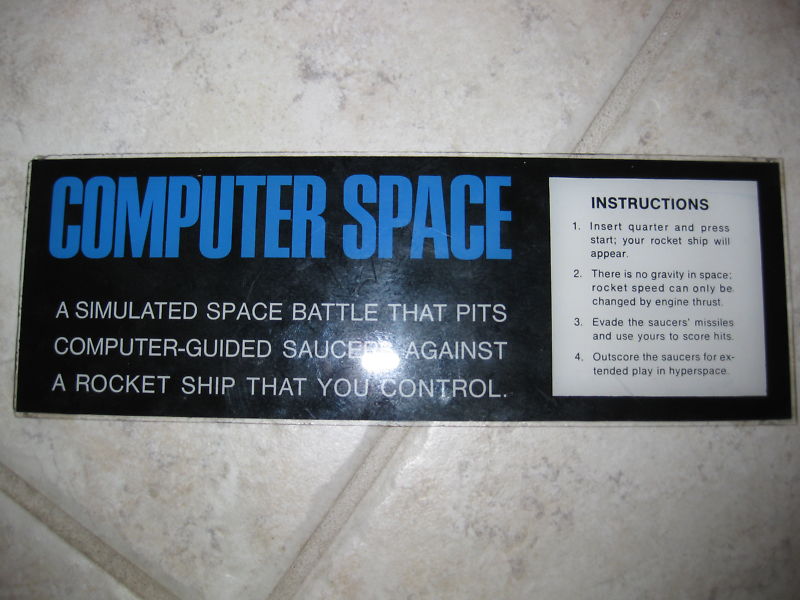 COMPUTER SPACE
A SIMULATED SPACE BATTLE THAT PITS
COMPUTER-GUIDED SAUCERS AGAINST
A ROCKET SHIP THAT YOU CONTROL.
INSTRUCTIONS
1. Insert quarter and press
start; your rocket ship will
appear.
2. There is no gravity in space;
rocket speed can only be
changed by engine thrust.
3. Evade the saucers' missiles
and use yours to score hits.
4. Outscore the saucers for ex-
tended play in hyperspace.